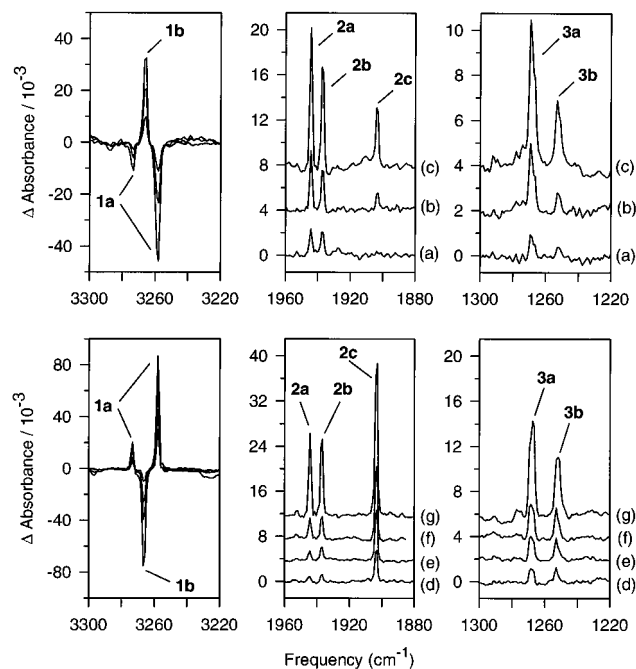 Δ Absorbance / 10⁻³
40
20
0
-20
-40
1b
1a
3300 3260 3220
20
16
12
8
4
0
2a
2b
2c
(c)
(b)
(a)
1960 1920 1880
10
8
6
4
2
0
3a
3b
(c)
(b)
(a)
1300 1260 1220
Δ Absorbance / 10⁻³
80
40
0
-40
-80
1a
1b
3300 3260 3220
40
32
24
16
8
0
2c
2a 2b
(g)
(f)
(e)
(d)
1960 1920 1880
20
16
12
8
4
0
3a
3b
(g)
(f)
(e)
(d)
1300 1260 1220
Frequency (cm⁻¹)